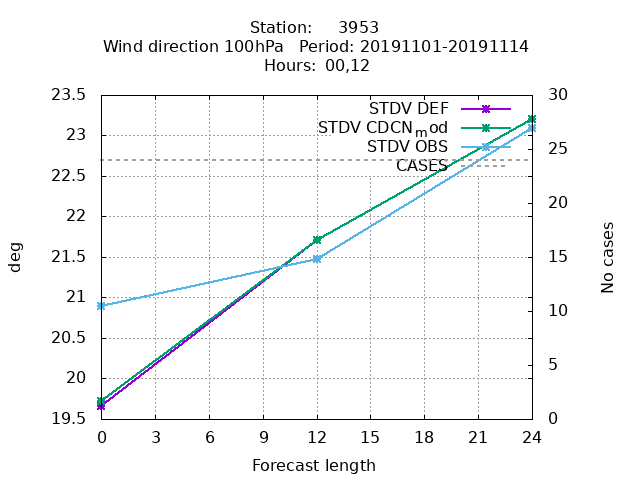 Station: 3953
Wind direction 100hPa Period: 20191101-20191114
Hours: 00,12
23.5
23
22.5
22
21.5
21
20.5
20
19.5
deg
STDV DEF
STDV CDCNmod
STDV OBS
CASES
30
25
20
15
10
5
0
No cases
0 3 6 9 12 15 18 21 24
Forecast length